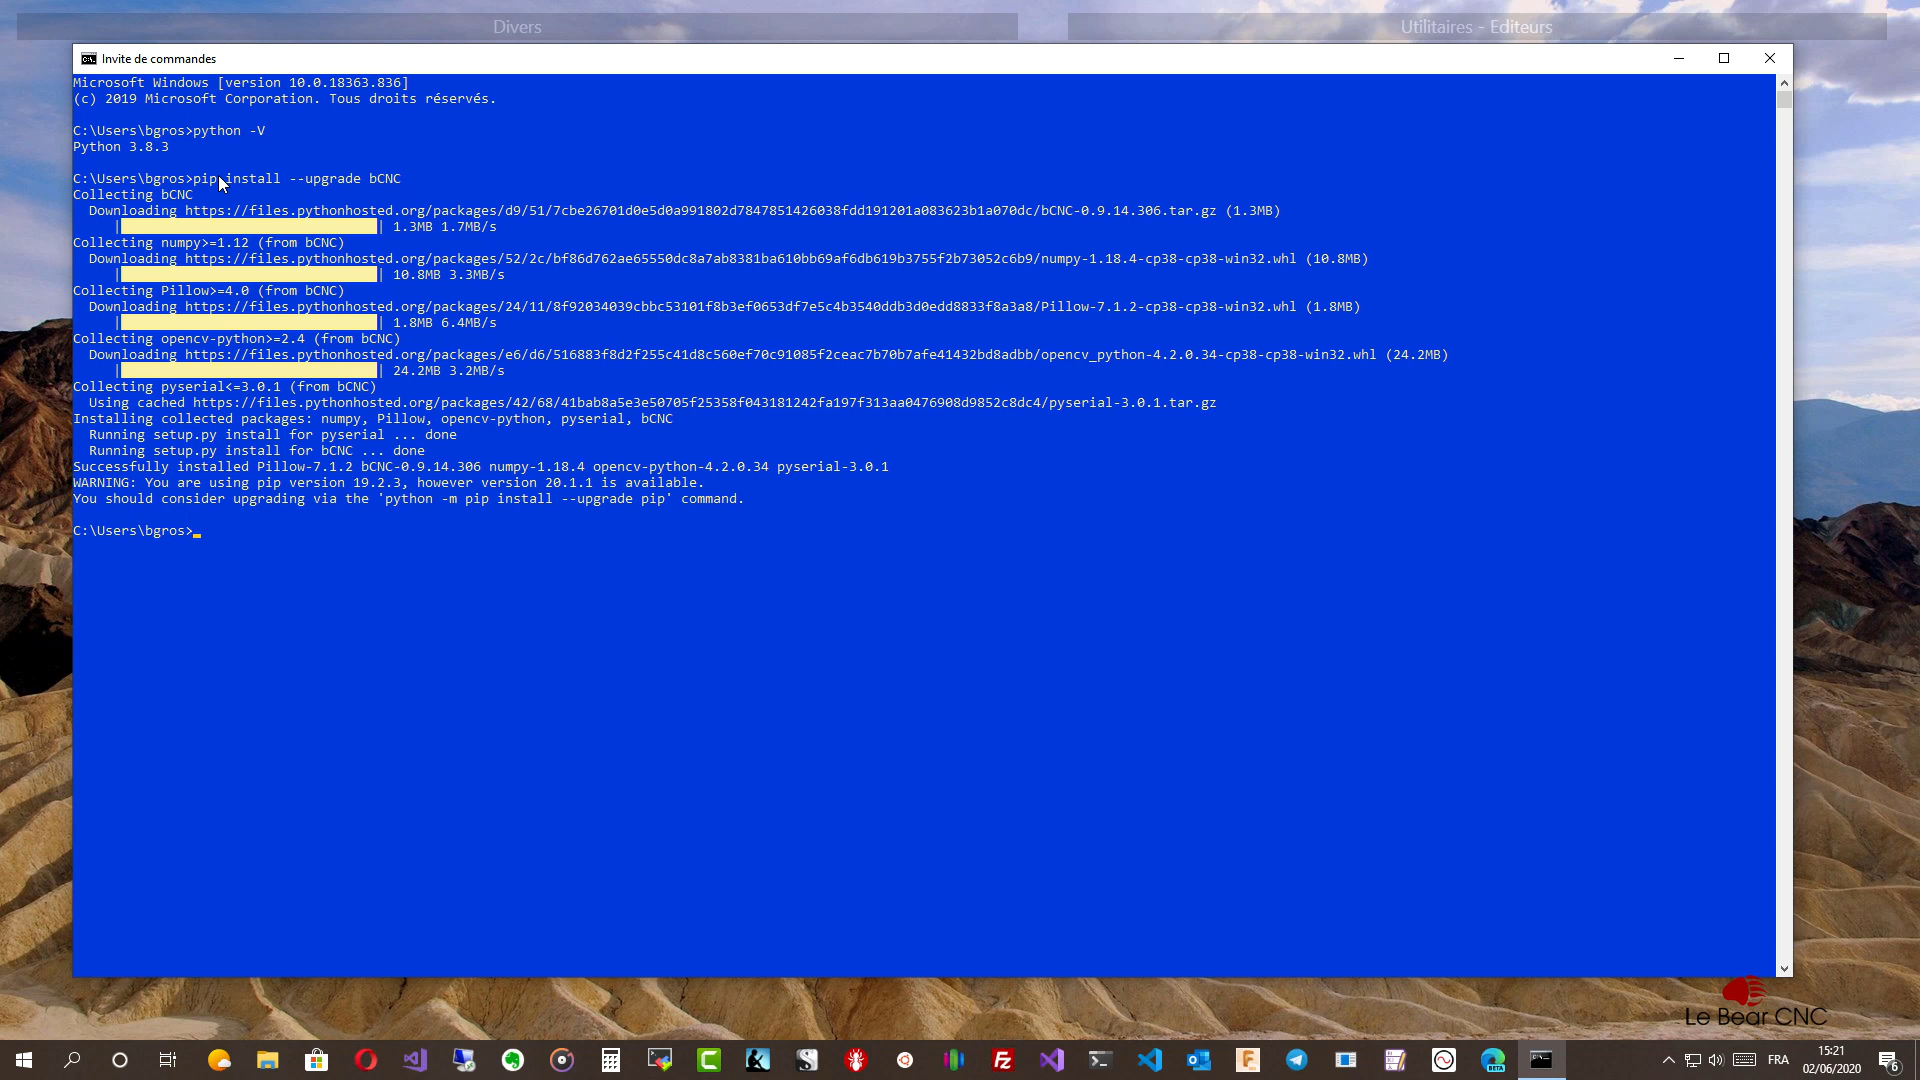 Divers
Utilitaires - Editeurs
Invite de commandes
Microsoft Windows [version 10.0.18363.836]
(c) 2019 Microsoft Corporation. Tous droits réservés.
C:\Users\bgros>python -V
Python 3.8.3
C:\Users\bgros>pip install --upgrade bCNC
Collecting bCNC
Downloading https://files.pythonhosted.org/packages/d9/51/7cbe26701d0e5d0a991802d7847851426038fdd191201a083623b1a070dc/bCNC-0.9.14.306.tar.gz (1.3MB)
| | 1.3MB 1.7MB/s
Collecting numpy>=1.12 (from bCNC)
Downloading https://files.pythonhosted.org/packages/52/2c/bf86d762ae65550dc8a7ab8381ba610bb69af6db619b3755f2b73052c6b9/numpy-1.18.4-cp38-cp38-win32.whl (10.8MB)
| | 10.8MB 3.3MB/s
Collecting Pillow>=4.0 (from bCNC)
Downloading https://files.pythonhosted.org/packages/24/11/8f92034039cbbc53101f8b3ef0653df7e5c4b3540ddb3d0edd8833f8a3a8/Pillow-7.1.2-cp38-cp38-win32.whl (1.8MB)
| | 1.8MB 6.4MB/s
Collecting opencv-python>=2.4 (from bCNC)
Downloading https://files.pythonhosted.org/packages/e6/d6/516883f8d2f255c41d8c560ef70c91085f2ceac7b70b7afe41432bd8adbb/opencv_python-4.2.0.34-cp38-cp38-win32.whl (24.2MB)
| | 24.2MB 3.2MB/s
Collecting pyserial<=3.0.1 (from bCNC)
Using cached https://files.pythonhosted.org/packages/42/68/41bab8a5e3e50705f25358f043181242fa197f313aa0476908d9852c8dc4/pyserial-3.0.1.tar.gz
Installing collected packages: numpy, Pillow, opencv-python, pyserial, bCNC
Running setup.py install for pyserial ... done
Running setup.py install for bCNC ... done
Successfully installed Pillow-7.1.2 bCNC-0.9.14.306 numpy-1.18.4 opencv-python-4.2.0.34 pyserial-3.0.1
WARNING: You are using pip version 19.2.3, however version 20.1.1 is available.
You should consider upgrading via the 'python -m pip install --upgrade pip' command.
C:\Users\bgros>
Le Bear CNC
FRA
15:21
02/06/2020
6
BETA